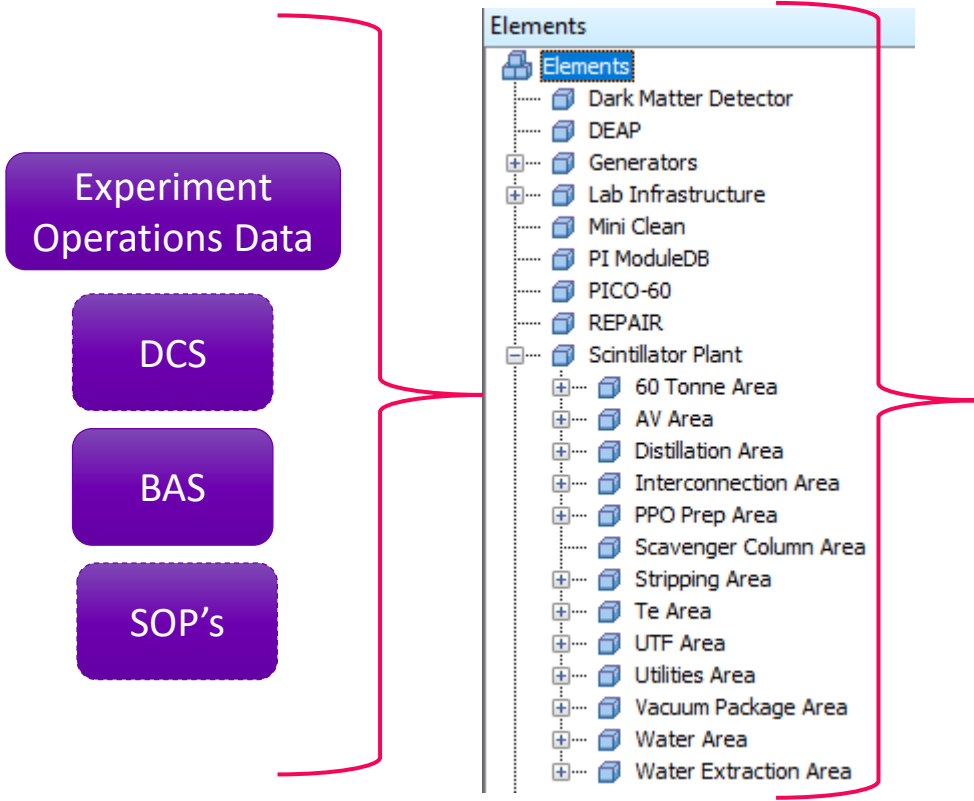 Experiment
Operations Data
DCS
BAS
SOP’s
Elements
Elements
Dark Matter Detector
DEAP
Generators
Lab Infrastructure
Mini Clean
PI ModuleDB
PICO-60
REPAIR
Scintillator Plant
60 Tonne Area
AV Area
Distillation Area
Interconnection Area
PPO Prep Area
Scavenger Column Area
Stripping Area
Te Area
UTF Area
Utilities Area
Vacuum Package Area
Water Area
Water Extraction Area